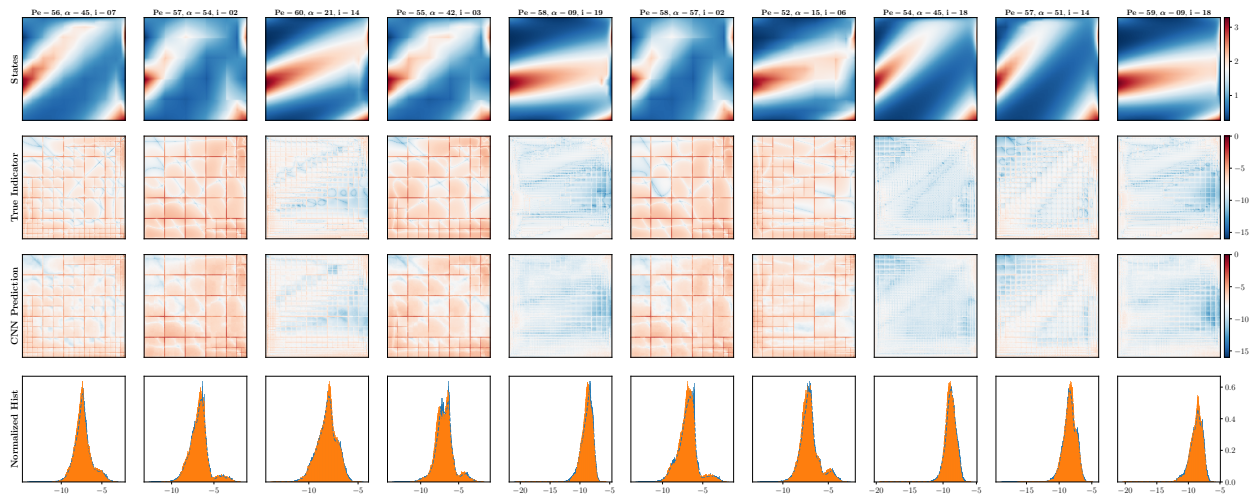 Pe − 56, α − 45, i − 07
Pe − 57, α − 54, i − 02
Pe − 60, α − 21, i − 14
Pe − 55, α − 42, i − 03
Pe − 58, α − 09, i − 19
Pe − 58, α − 57, i − 02
Pe − 52, α − 15, i − 06
Pe − 54, α − 45, i − 18
Pe − 57, α − 51, i − 14
Pe − 59, α − 09, i − 18
States
3
2
1
True Indicator
0
−5
−10
−15
CNN Prediction
0
−5
−10
−15
Normalized Hist
0.6
0.4
0.2
0.0
−10 −5
−10 −5
−10 −5
−10 −5
−20 −15 −10 −5
−10 −5
−15 −10 −5
−20 −15 −10 −5
−15 −10 −5
−20 −15 −10 −5